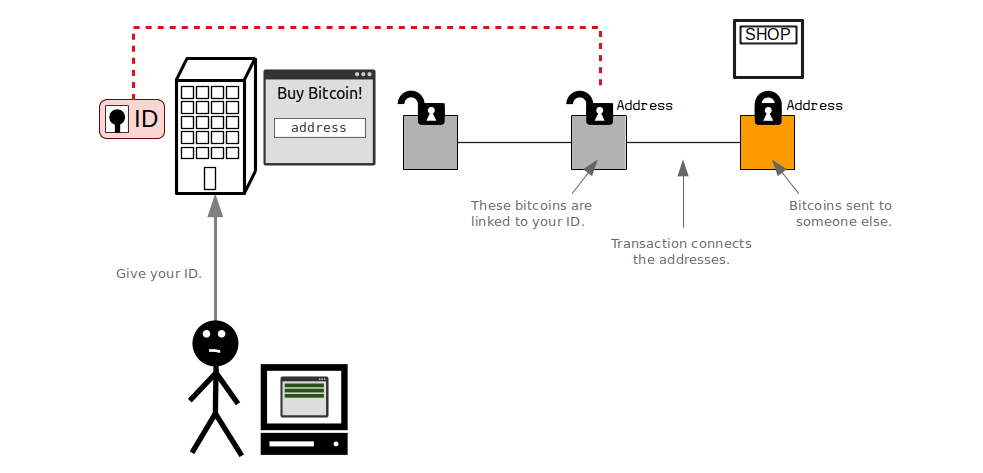 SHOP
Buy Bitcoin!
address
ID
Address
Address
These bitcoins are
linked to your ID.
Bitcoins sent to
someone else.
Transaction connects
the addresses.
Give your ID.